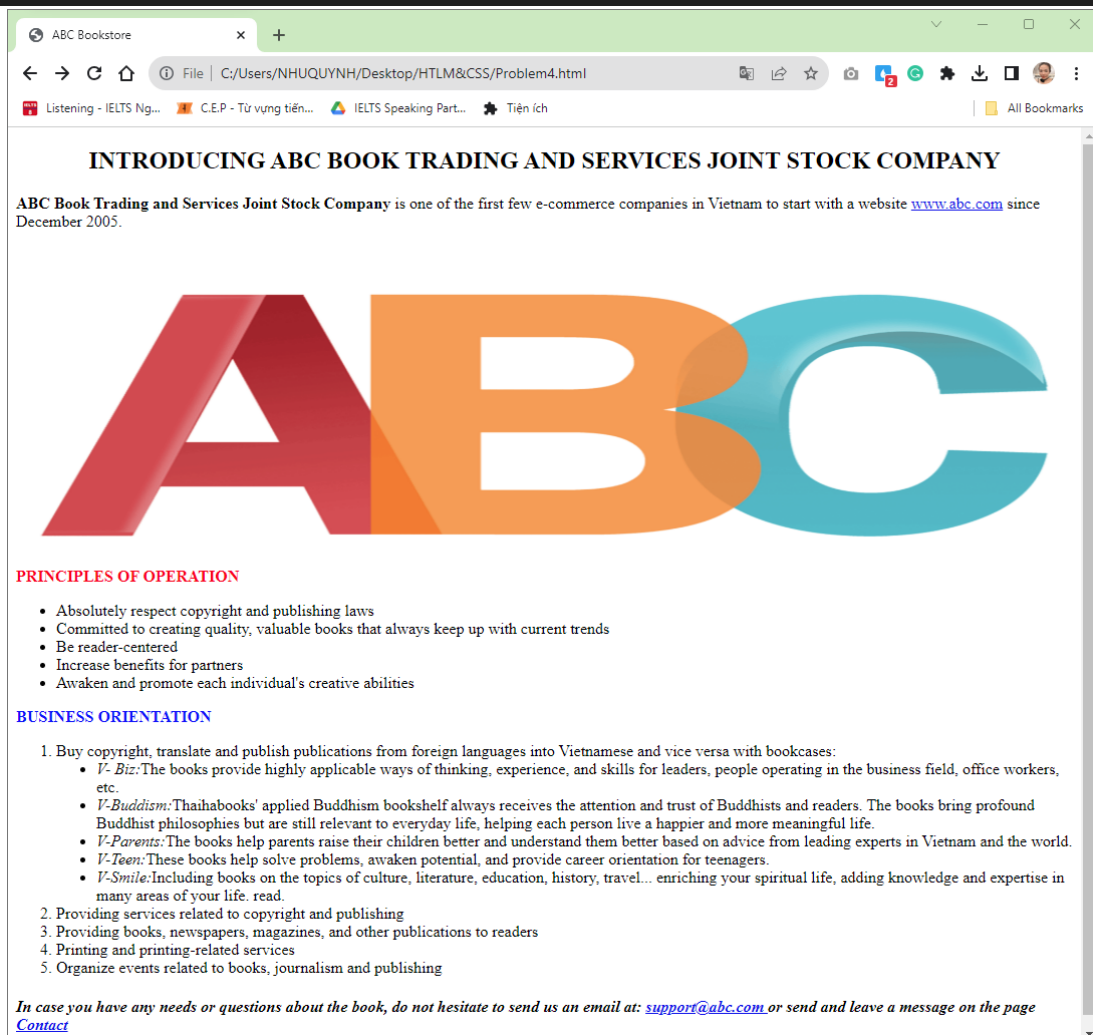 ABC Bookstore
File | C:/Users/NHUQUYNH/Desktop/HTLM&CSS/Problem4.html
2
Listening - IELTS Ng... C.E.P - Từ vựng tiến... IELTS Speaking Part... Tiện ích All Bookmarks
INTRODUCING ABC BOOK TRADING AND SERVICES JOINT STOCK COMPANY
ABC Book Trading and Services Joint Stock Company is one of the first few e-commerce companies in Vietnam to start with a website www.abc.com since
December 2005.
ABC
PRINCIPLES OF OPERATION
• Absolutely respect copyright and publishing laws
• Committed to creating quality, valuable books that always keep up with current trends
• Be reader-centered
• Increase benefits for partners
• Awaken and promote each individual's creative abilities
BUSINESS ORIENTATION
1. Buy copyright, translate and publish publications from foreign languages into Vietnamese and vice versa with bookcases:
• V- Biz:The books provide highly applicable ways of thinking, experience, and skills for leaders, people operating in the business field, office workers,
etc.
• V-Buddism:Thaihabooks' applied Buddhism bookshelf always receives the attention and trust of Buddhists and readers. The books bring profound
Buddhist philosophies but are still relevant to everyday life, helping each person live a happier and more meaningful life.
• V-Parents:The books help parents raise their children better and understand them better based on advice from leading experts in Vietnam and the world.
• V-Teen:These books help solve problems, awaken potential, and provide career orientation for teenagers.
• V-Smile:Including books on the topics of culture, literature, education, history, travel... enriching your spiritual life, adding knowledge and expertise in
many areas of your life. read.
2. Providing services related to copyright and publishing
3. Providing books, newspapers, magazines, and other publications to readers
4. Printing and printing-related services
5. Organize events related to books, journalism and publishing
In case you have any needs or questions about the book, do not hesitate to send us an email at: support@abc.com or send and leave a message on the page
Contact